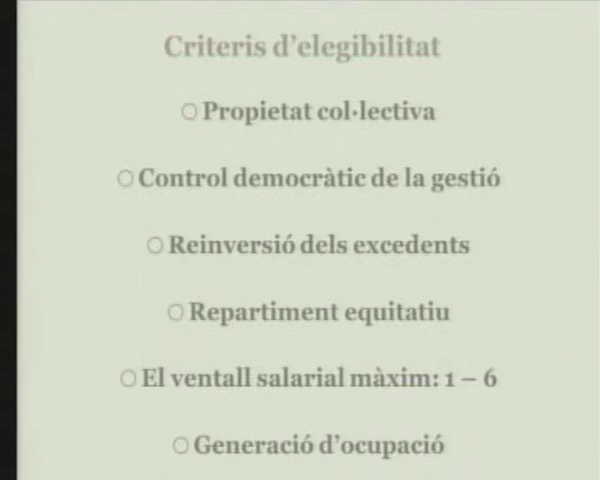 Criteris d’elegibilitat
Propietat col·lectiva
Control democràtic de la gestió
Reinversió dels excedents
Repartiment equitatiu
El ventall salarial màxim: 1 – 6
Generació d’ocupació